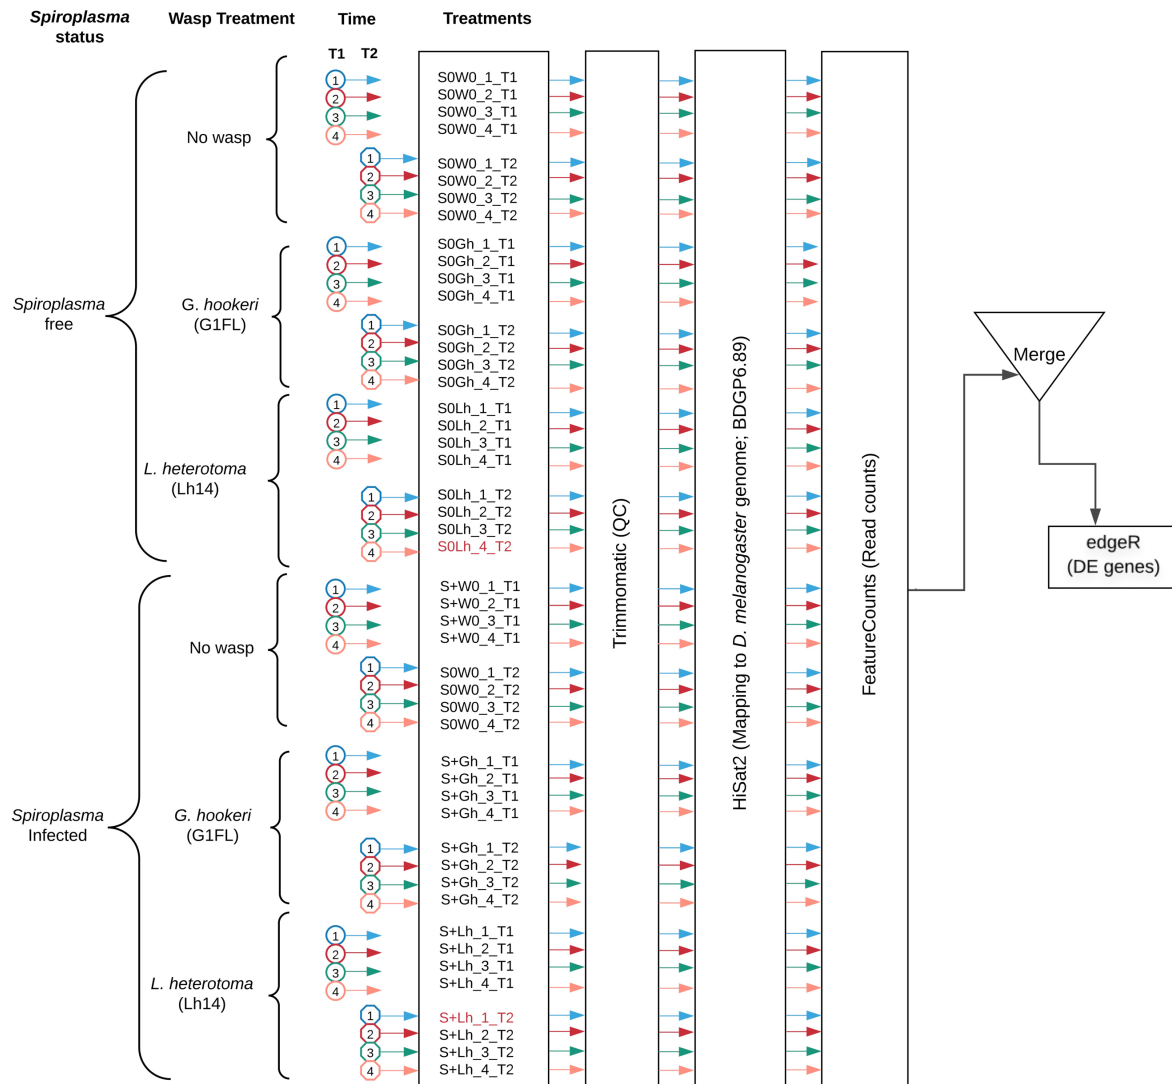 Spiroplasma
status
Wasp Treatment
Time
Treatments
T1
T2
Spiroplasma
free
No wasp
1
2
3
4
S0W0_1_T1
S0W0_2_T1
S0W0_3_T1
S0W0_4_T1
1
2
3
4
S0W0_1_T2
S0W0_2_T2
S0W0_3_T2
S0W0_4_T2
G. hookeri
(G1FL)
1
2
3
4
S0Gh_1_T1
S0Gh_2_T1
S0Gh_3_T1
S0Gh_4_T1
1
2
3
4
S0Gh_1_T2
S0Gh_2_T2
S0Gh_3_T2
S0Gh_4_T2
L. heterotoma
(Lh14)
1
2
3
4
S0Lh_1_T1
S0Lh_2_T1
S0Lh_3_T1
S0Lh_4_T1
1
2
3
4
S0Lh_1_T2
S0Lh_2_T2
S0Lh_3_T2
S0Lh_4_T2
Spiroplasma
Infected
No wasp
1
2
3
4
S+W0_1_T1
S+W0_2_T1
S+W0_3_T1
S+W0_4_T1
1
2
3
4
S0W0_1_T2
S0W0_2_T2
S0W0_3_T2
S0W0_4_T2
G. hookeri
(G1FL)
1
2
3
4
S+Gh_1_T1
S+Gh_2_T1
S+Gh_3_T1
S+Gh_4_T1
1
2
3
4
S+Gh_1_T2
S+Gh_2_T2
S+Gh_3_T2
S+Gh_4_T2
L. heterotoma
(Lh14)
1
2
3
4
S+Lh_1_T1
S+Lh_2_T1
S+Lh_3_T1
S+Lh_4_T1
1
2
3
4
S+Lh_1_T2
S+Lh_2_T2
S+Lh_3_T2
S+Lh_4_T2
Trimmomatic (QC)
HiSat2 (Mapping to D. melanogaster genome; BDGP6.89)
FeatureCounts (Read counts)
Merge
edgeR
(DE genes)